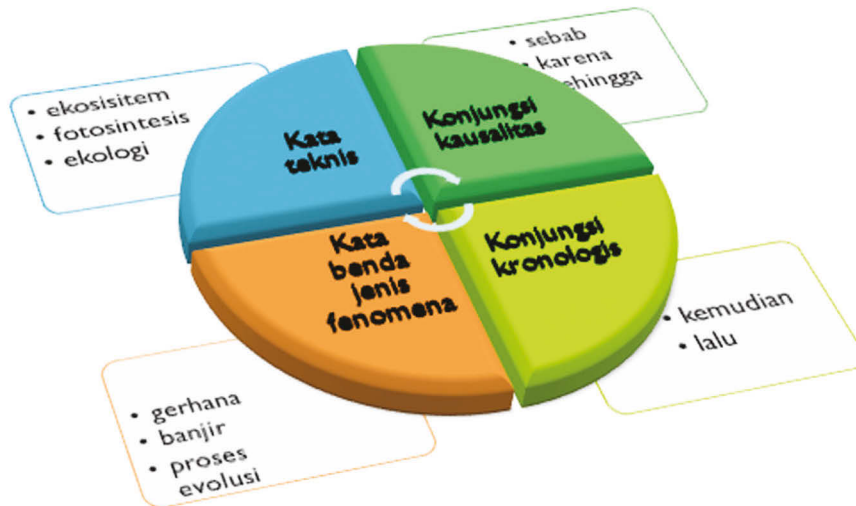 • ekosisitem
• fotosintesis
• ekologi
Kata
teknis
Konjungsi
kausalitas
• sebab
• karena
ehingga
Kata
benda
jenis
fenomena
• gerhana
• banjir
• proses
evolusi
Konjungsi
kronologis
• kemudian
• lalu